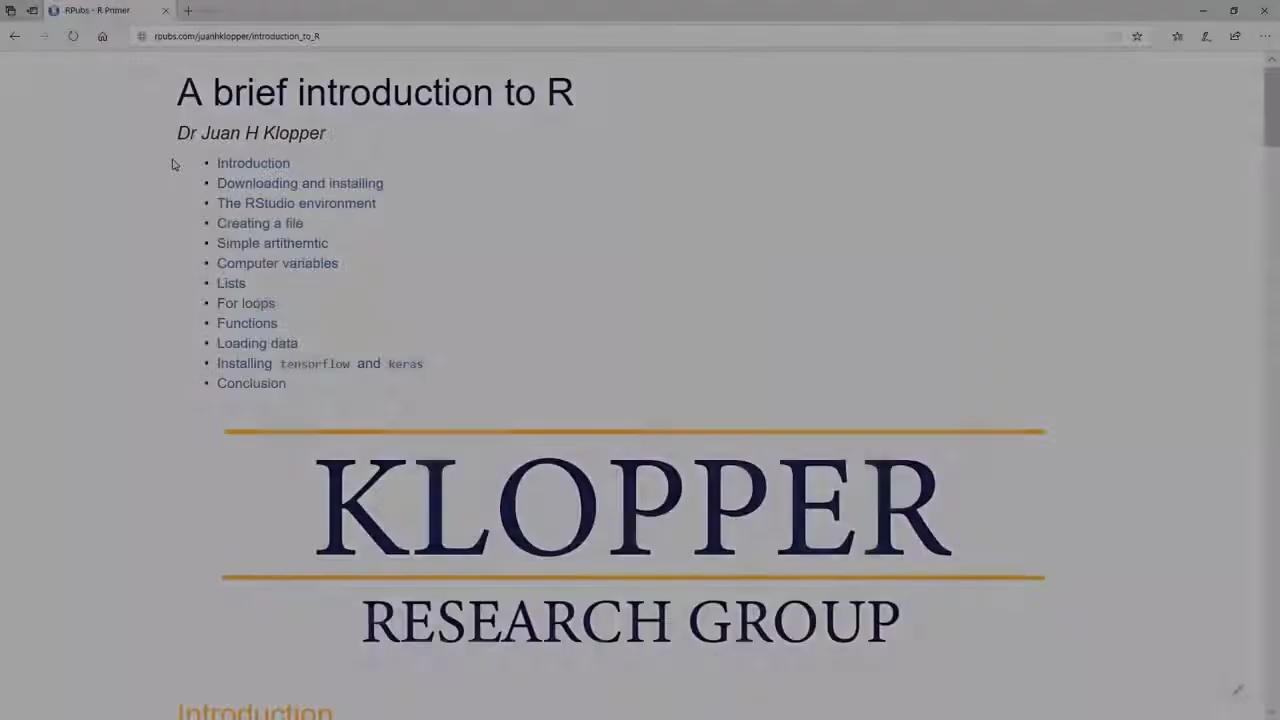 RPubs - R Primer
rpubs.com/juanhklopper/introduction_to_R
A brief introduction to R
Dr Juan H Klopper
Introduction
Downloading and installing
The RStudio environment
Creating a file
Simple artithemtic
Computer variables
Lists
For loops
Functions
Loading data
Installing tensorflow and keras
Conclusion
KLOPPER
RESEARCH GROUP
Introduction